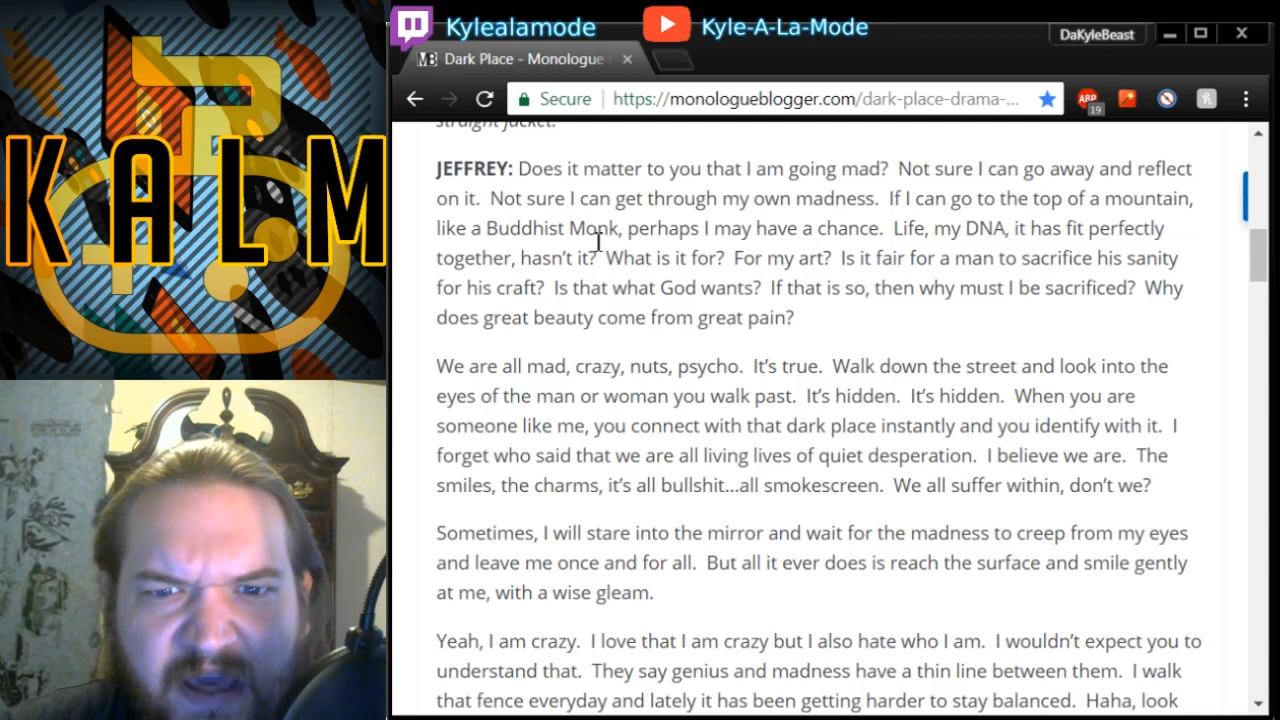 Kylealamode
Kyle-A-La-Mode
DaKyleBeast
MB Dark Place - Monologue
Secure https://monologueblogger.com/dark-place-drama-...
ABP
19
KALM
straight jacket.
JEFFREY: Does it matter to you that I am going mad? Not sure I can go away and reflect
on it. Not sure I can get through my own madness. If I can go to the top of a mountain,
like a Buddhist Monk, perhaps I may have a chance. Life, my DNA, it has fit perfectly
together, hasn't it? What is it for? For my art? Is it fair for a man to sacrifice his sanity
for his craft? Is that what God wants? If that is so, then why must I be sacrificed? Why
does great beauty come from great pain?
We are all mad, crazy, nuts, psycho. It's true. Walk down the street and look into the
eyes of the man or woman you walk past. It's hidden. It's hidden. When you are
someone like me, you connect with that dark place instantly and you identify with it. I
forget who said that we are all living lives of quiet desperation. I believe we are. The
smiles, the charms, it's all bullshit...all smokescreen. We all suffer within, don't we?
Sometimes, I will stare into the mirror and wait for the madness to creep from my eyes
and leave me once and for all. But all it ever does is reach the surface and smile gently
at me, with a wise gleam.
Yeah, I am crazy. I love that I am crazy but I also hate who I am. I wouldn't expect you to
understand that. They say genius and madness have a thin line between them. I walk
that fence everyday and lately it has been getting harder to stay balanced. Haha, look